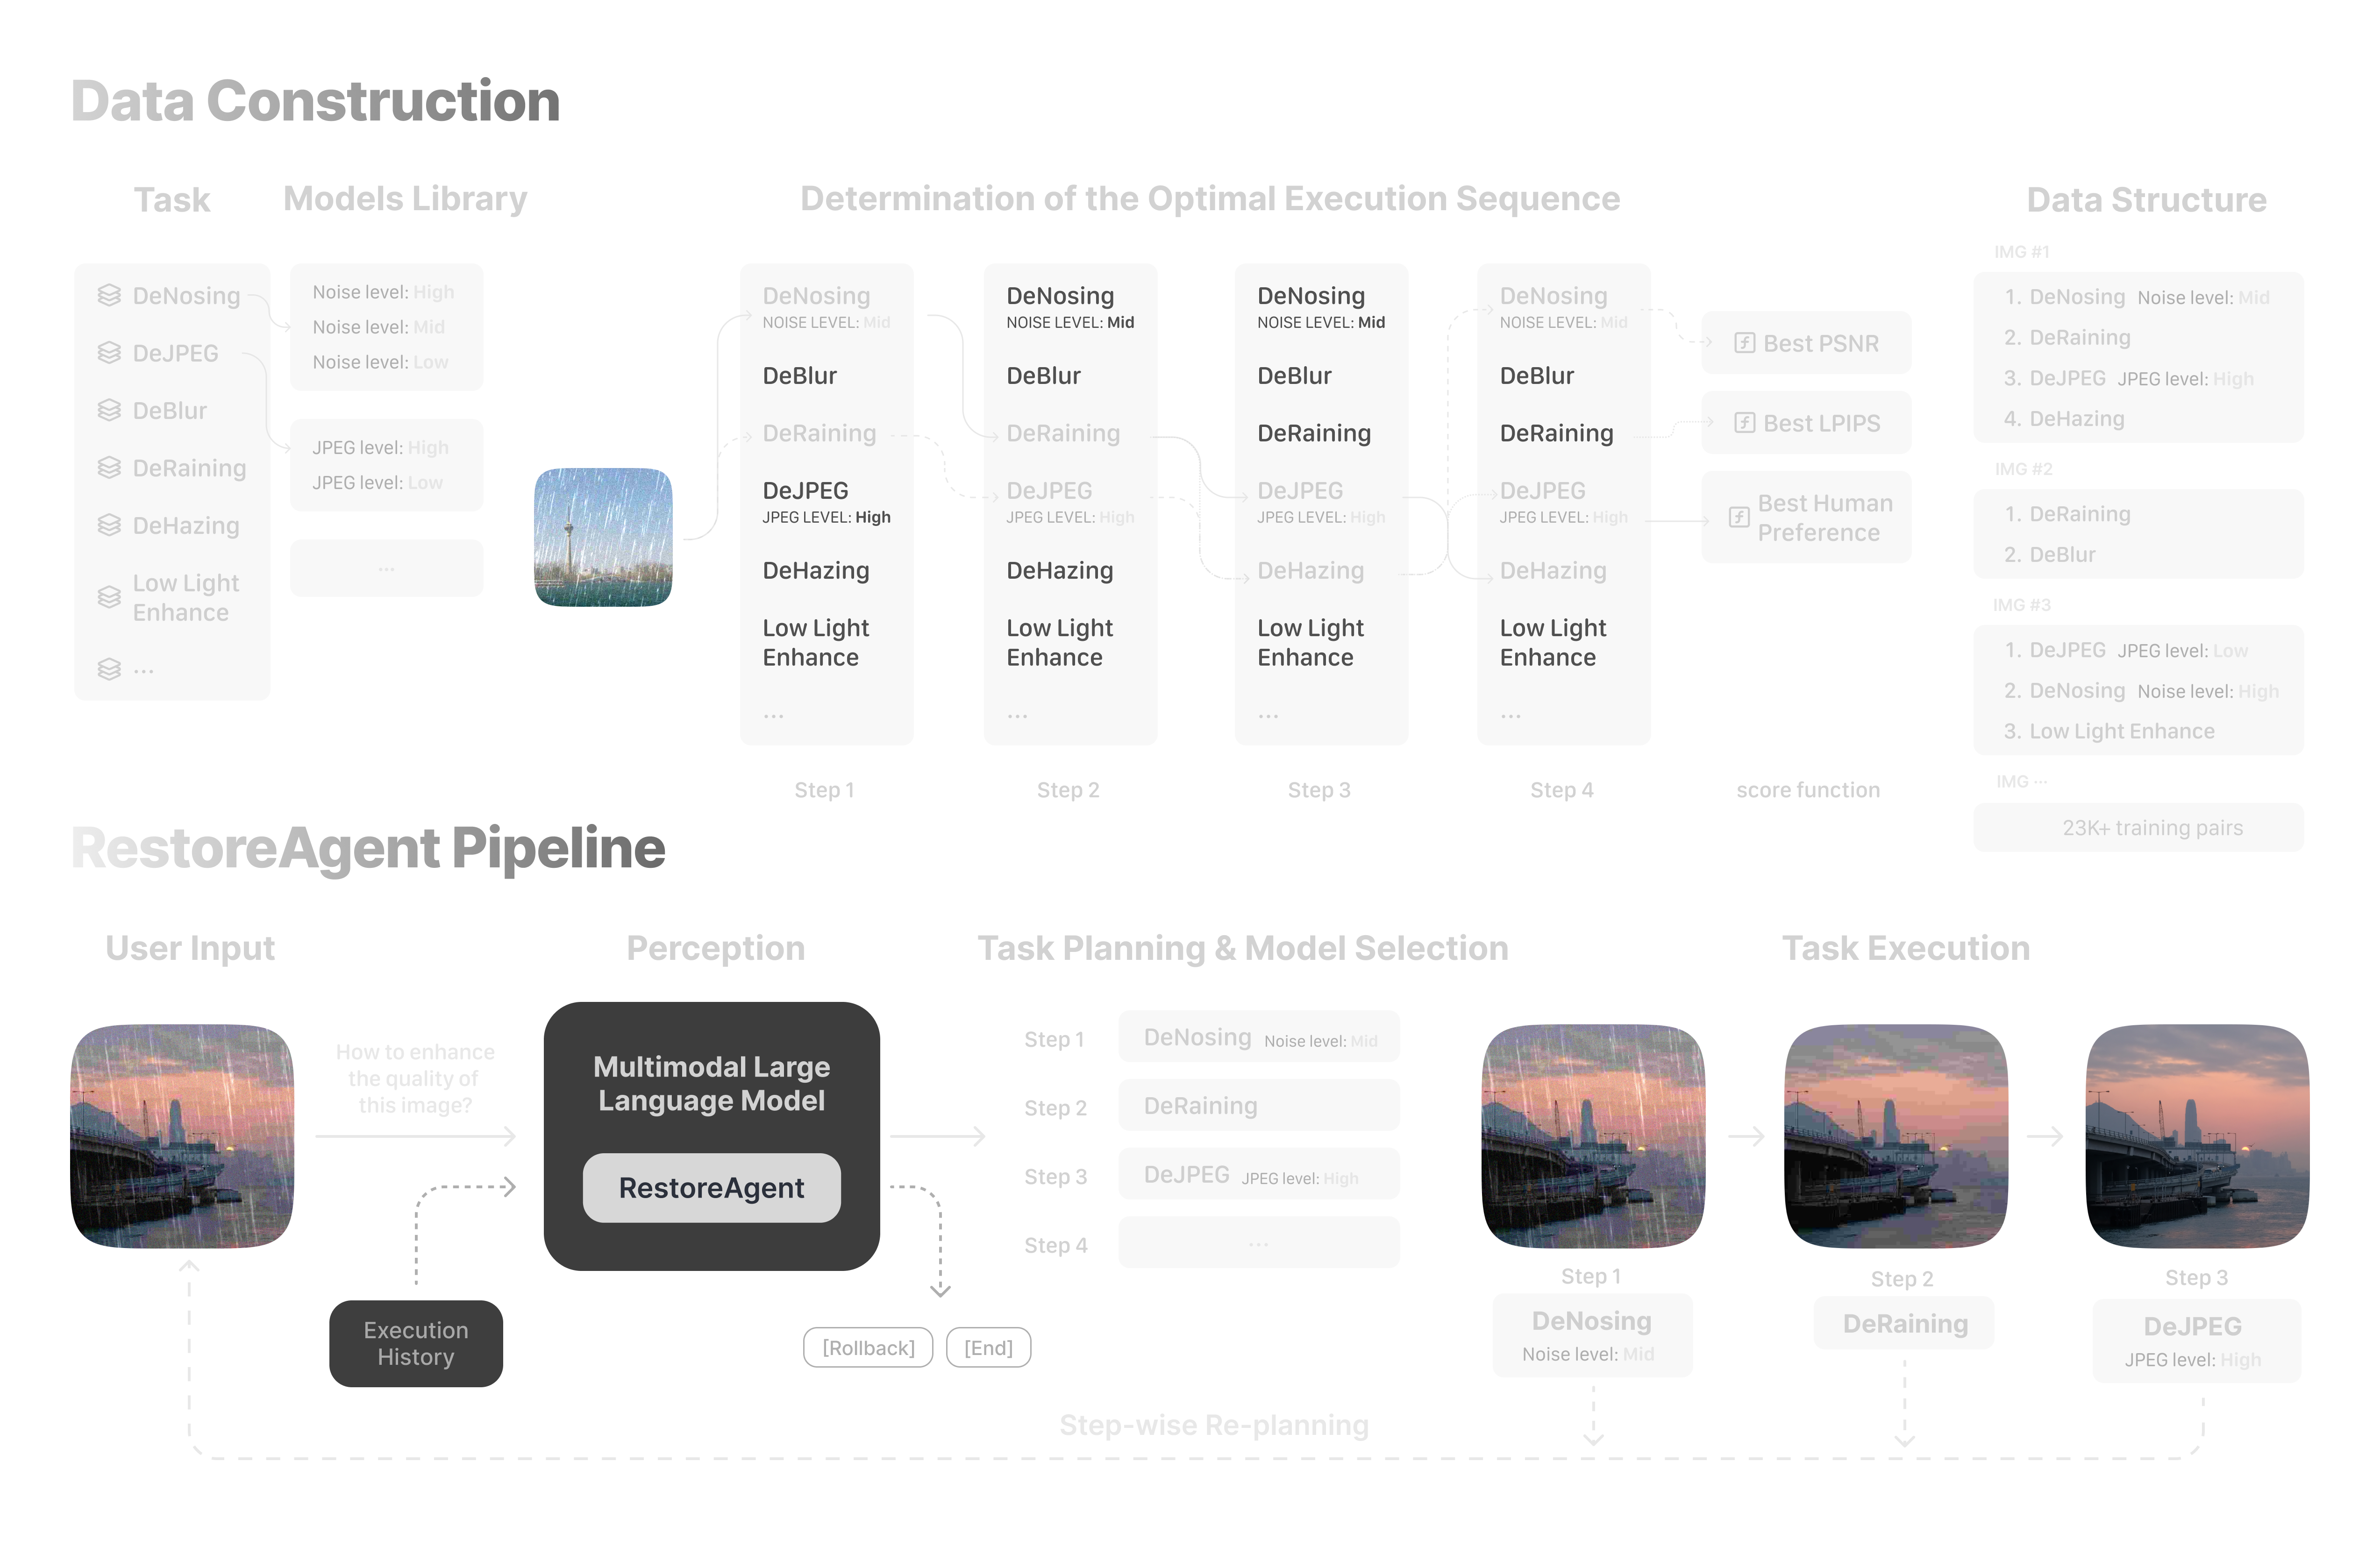 Data Construction
Task
Models Library
Determination of the Optimal Execution Sequence
Data Structure
DeNosing
DeJPEG
DeBlur
DeRaining
DeHazing
Low Light
Enhance
...
Noise level: High
Noise level: Mid
Noise level: Low
JPEG level: High
JPEG level: Low
...
DeNosing
NOISE LEVEL: Mid
DeBlur
DeRaining
DeJPEG
JPEG LEVEL: High
DeHazing
Low Light
Enhance
...
Step 1
DeNosing
NOISE LEVEL: Mid
DeBlur
DeRaining
DeJPEG
JPEG LEVEL: High
DeHazing
Low Light
Enhance
...
Step 2
DeNosing
NOISE LEVEL: Mid
DeBlur
DeRaining
DeJPEG
JPEG LEVEL: High
DeHazing
Low Light
Enhance
...
Step 3
DeNosing
NOISE LEVEL: Mid
DeBlur
DeRaining
DeJPEG
JPEG LEVEL: High
DeHazing
Low Light
Enhance
...
Step 4
Best PSNR
Best LPIPS
Best Human
Preference
score function
IMG #1
1. DeNosing Noise level: Mid
2. DeRaining
3. DeJPEG JPEG level: High
4. DeHazing
IMG #2
1. DeRaining
2. DeBlur
IMG #3
1. DeJPEG JPEG level: Low
2. DeNosing Noise level: High
3. Low Light Enhance
IMG ...
23K+ training pairs
RestoreAgent Pipeline
User Input
Perception
Task Planning & Model Selection
Task Execution
How to enhance
the quality of
this image?
Multimodal Large
Language Model
RestoreAgent
Execution
History
[Rollback]
[End]
Step 1
DeNosing Noise level: Mid
Step 2
DeRaining
Step 3
DeJPEG JPEG level: High
Step 4
...
Step 1
DeNosing
Noise level: Mid
Step 2
DeRaining
Step 3
DeJPEG
JPEG level: High
Step-wise Re-planning